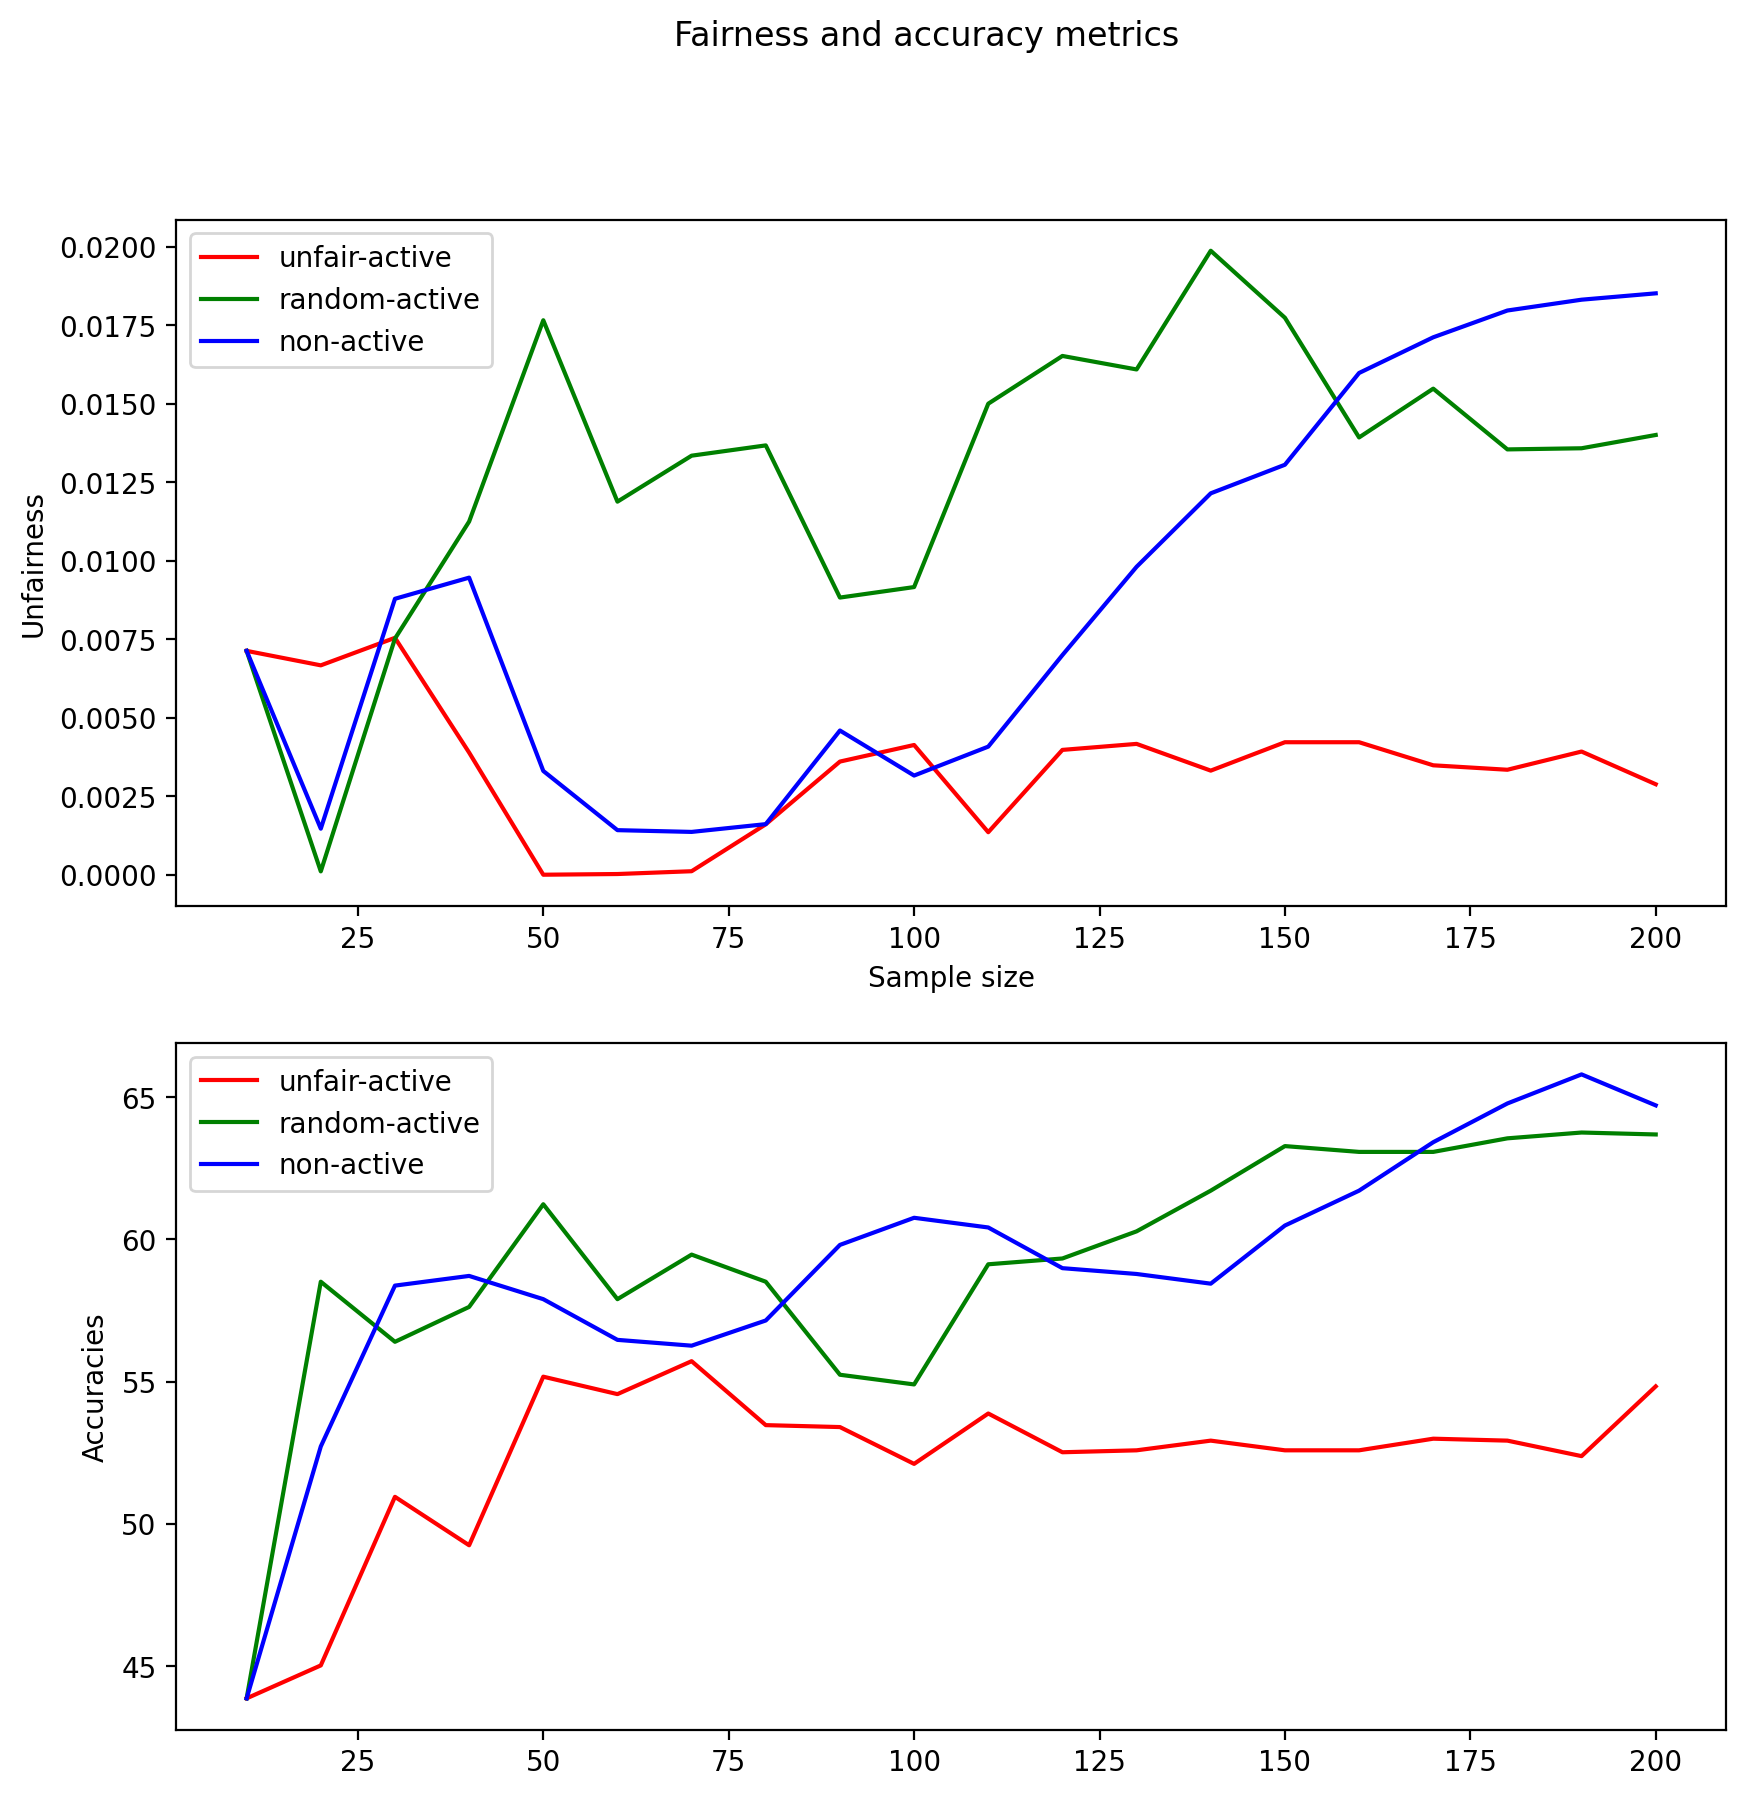 Fairness and accuracy metrics
unfair-active
random-active
non-active
0.0200
0.0175
0.0150
0.0125
0.0100
0.0075
0.0050
0.0025
0.0000
Unfairness
25 50 75 100 125 150 175 200
Sample size
unfair-active
random-active
non-active
65
60
55
50
45
Accuracies
25 50 75 100 125 150 175 200